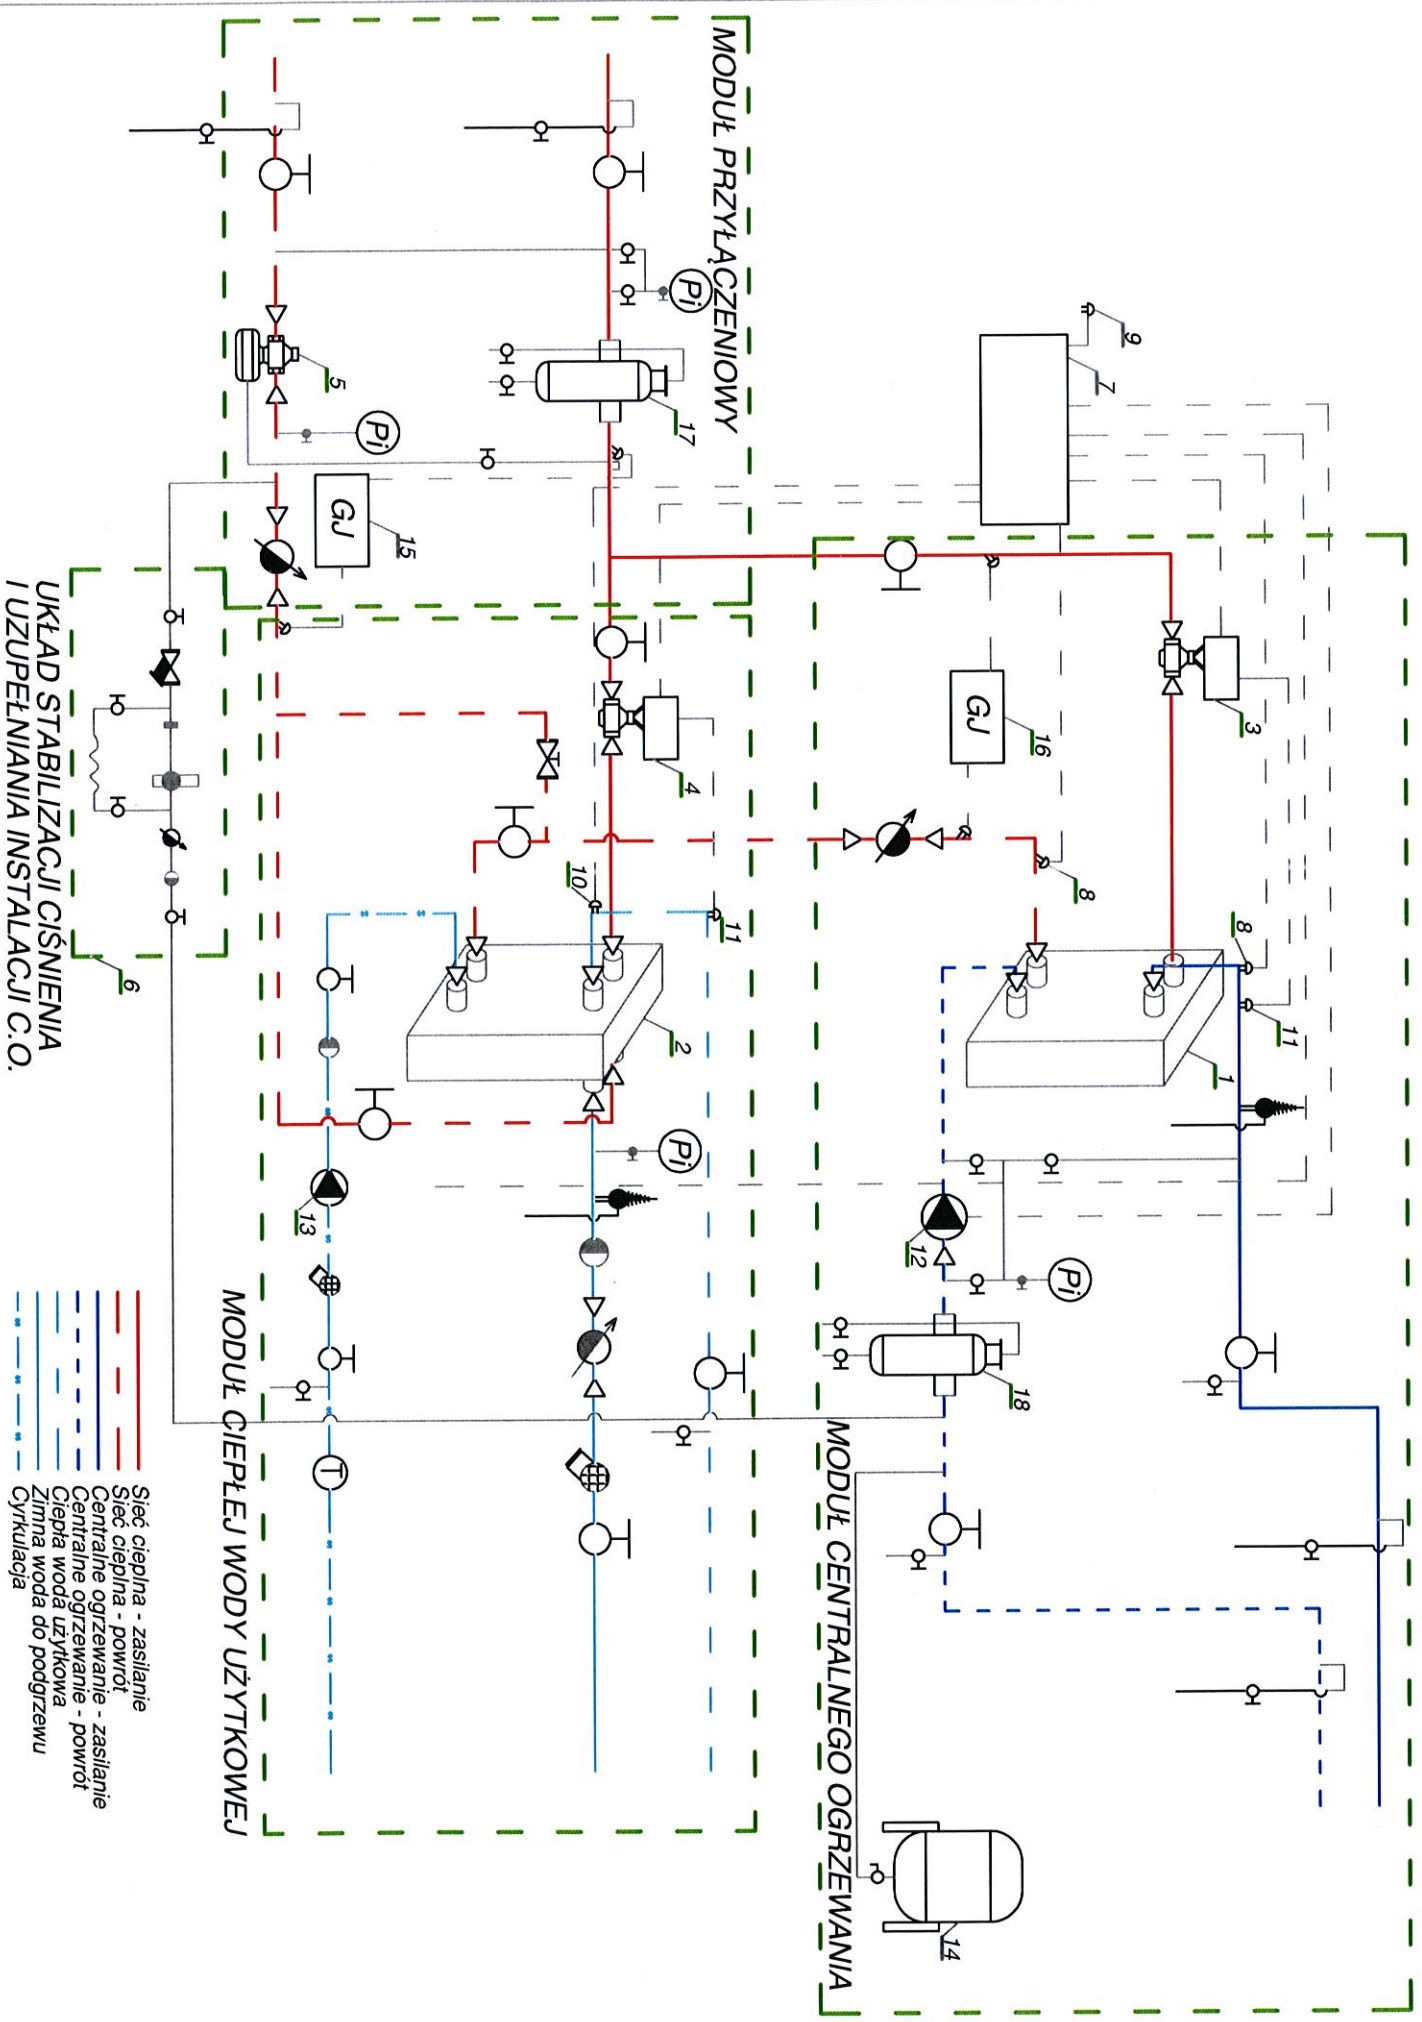 11
3
8
1
9
7
8
Pi
16
18
GJ
14
12
MODUŁ CENTRALNEGO OGRZEWANIA
MODUŁ PRZYŁĄCZENIOWY
11
Pi
17
4
2
Pi
10
15
Pi
GJ
5
T
13
MODUŁ CIEPŁEJ WODY UŻYTKOWEJ
6
UKŁAD STABILIZACJI CIŚNIENIA
I UZUPEŁNIANIA INSTALACJI C.O.
Sieć cieplna - zasilanie
Sieć cieplna - powrót
Centralne ogrzewanie - zasilanie
Centralne ogrzewanie - powrót
Ciepła woda użytkowa
Zimna woda do podgrzewu
Cyrkulacja